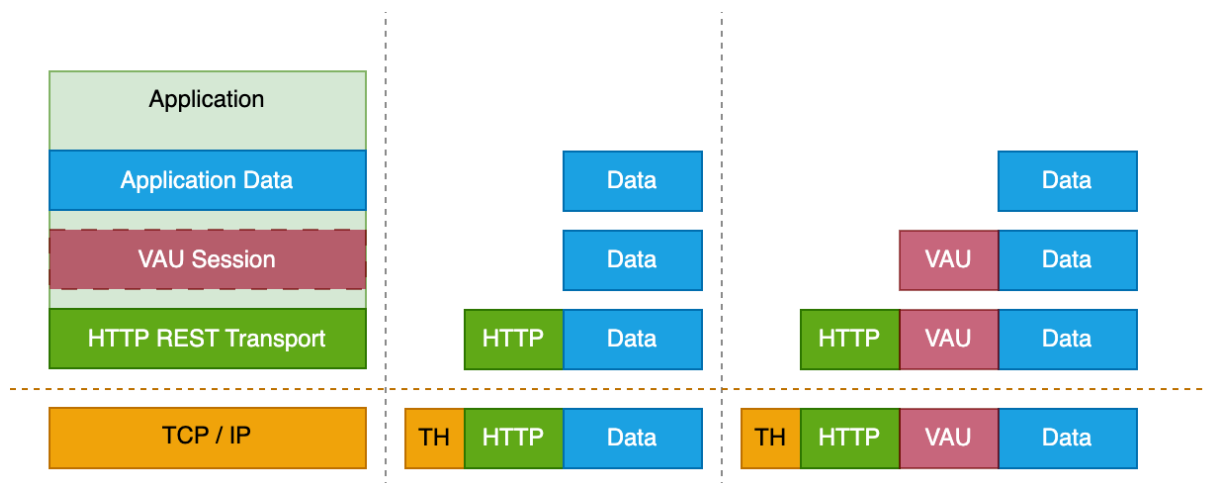 Application
Application Data Data Data
VAU Session Data VAU Data
HTTP REST Transport HTTP Data HTTP VAU Data
TCP / IP TH HTTP Data TH HTTP VAU Data